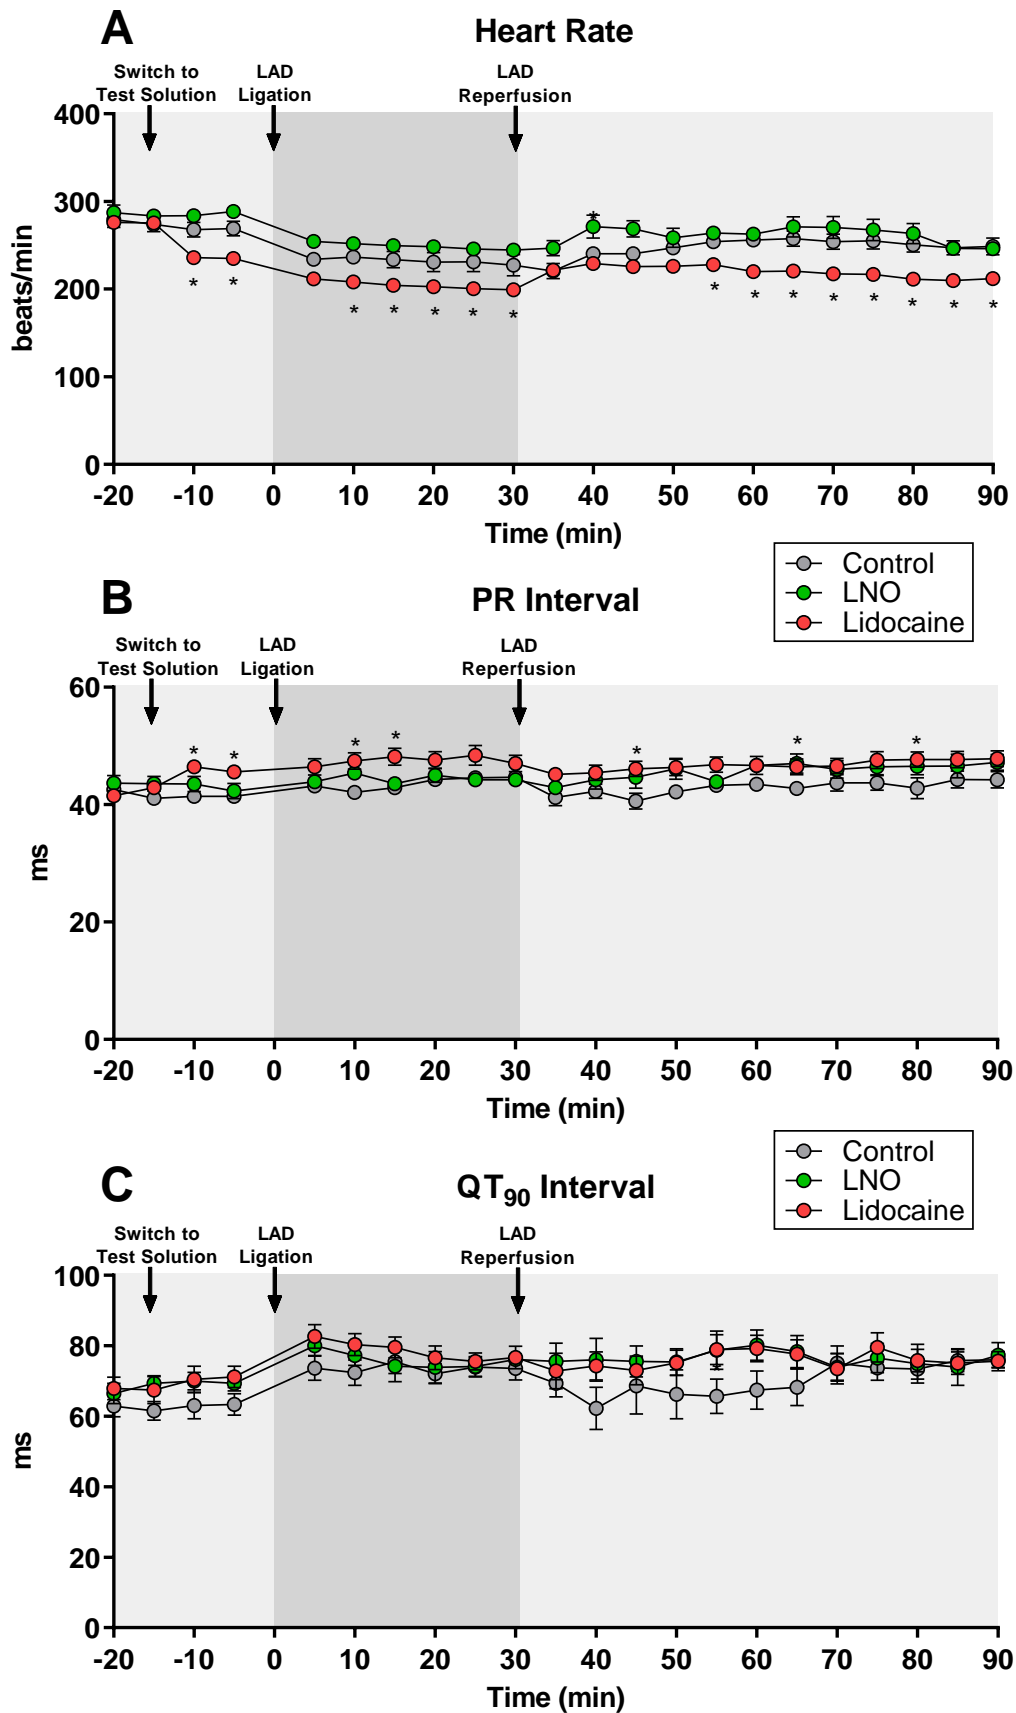 A
Heart Rate
Switch to
Test Solution
LAD
Ligation
LAD
Reperfusion
400
300
200
100
0
beats/min
* * * * * * * * * * * * * * * *
-20 -10 0 10 20 30 40 50 60 70 80 90
Time (min)
Control
LNO
Lidocaine
B
PR Interval
Switch to
Test Solution
LAD
Ligation
LAD
Reperfusion
60
40
20
0
ms
* * * * * * *
-20 -10 0 10 20 30 40 50 60 70 80 90
Time (min)
Control
LNO
Lidocaine
C
QT90 Interval
Switch to
Test Solution
LAD
Ligation
LAD
Reperfusion
100
80
60
40
20
0
ms
-20 -10 0 10 20 30 40 50 60 70 80 90
Time (min)